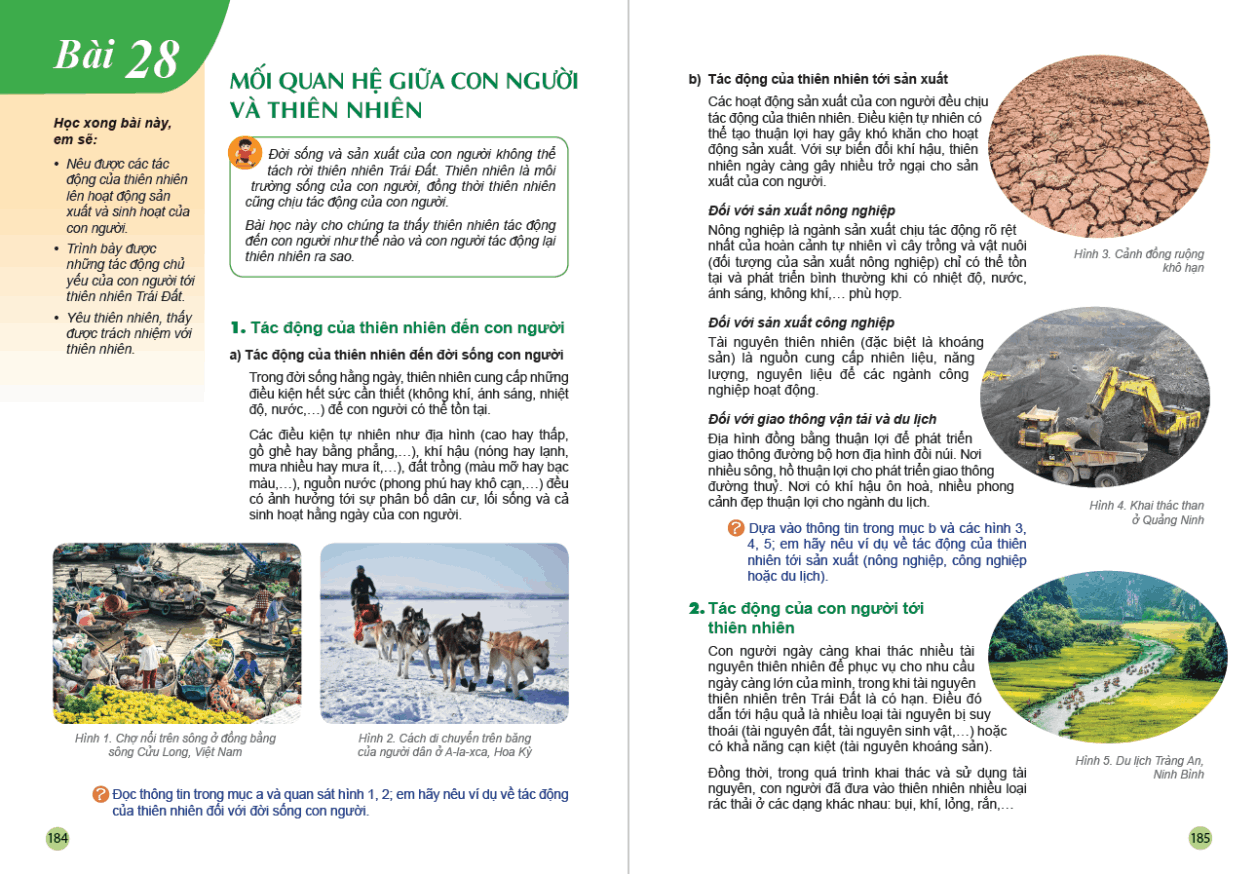 Bài 28
MỐI QUAN HỆ GIỮA CON NGƯỜI
VÀ THIÊN NHIÊN
Học xong bài này,
em sẽ:
• Nêu được các tác
động của thiên nhiên
lên hoạt động sản
xuất và sinh hoạt của
con người.
• Trình bày được
những tác động chủ
yếu của con người tới
thiên nhiên Trái Đất.
• Yêu thiên nhiên, thấy
được trách nhiệm với
thiên nhiên.
Đời sống và sản xuất của con người không thể
tách rời thiên nhiên Trái Đất. Thiên nhiên là môi
trường sống của con người, đồng thời thiên nhiên
cũng chịu tác động của con người.
Bài học này cho chúng ta thấy thiên nhiên tác động
đến con người như thế nào và con người tác động lại
thiên nhiên ra sao.
1. Tác động của thiên nhiên đến con người
a) Tác động của thiên nhiên đến đời sống con người
Trong đời sống hằng ngày, thiên nhiên cung cấp những
điều kiện hết sức cần thiết (không khí, ánh sáng, nhiệt
độ, nước,…) để con người có thể tồn tại.
Các điều kiện tự nhiên như địa hình (cao hay thấp,
gồ ghề hay bằng phẳng,…), khí hậu (nóng hay lạnh,
mưa nhiều hay mưa ít,…), đất trồng (màu mỡ hay bạc
màu,…), nguồn nước (phong phú hay khô cạn,…) đều
có ảnh hưởng tới sự phân bố dân cư, lối sống và cả
sinh hoạt hằng ngày của con người.
Hình 1. Chợ nổi trên sông ở đồng bằng
sông Cửu Long, Việt Nam
Hình 2. Cách di chuyển trên băng
của người dân ở A-la-xca, Hoa Kỳ
? Đọc thông tin trong mục a và quan sát hình 1, 2; em hãy nêu ví dụ về tác động
của thiên nhiên đối với đời sống con người.
184
b) Tác động của thiên nhiên tới sản xuất
Các hoạt động sản xuất của con người đều chịu
tác động của thiên nhiên. Điều kiện tự nhiên có
thể tạo thuận lợi hay gây khó khăn cho hoạt
động sản xuất. Với sự biến đổi khí hậu, thiên
nhiên ngày càng gây nhiều trở ngại cho sản
xuất của con người.
Đối với sản xuất nông nghiệp
Nông nghiệp là ngành sản xuất chịu tác động rõ rệt
nhất của hoàn cảnh tự nhiên vì cây trồng và vật nuôi
(đối tượng của sản xuất nông nghiệp) chỉ có thể tồn
tại và phát triển bình thường khi có nhiệt độ, nước,
ánh sáng, không khí,… phù hợp.
Hình 3. Cảnh đồng ruộng
khô hạn
Đối với sản xuất công nghiệp
Tài nguyên thiên nhiên (đặc biệt là khoáng
sản) là nguồn cung cấp nhiên liệu, năng
lượng, nguyên liệu để các ngành công
nghiệp hoạt động.
Đối với giao thông vận tải và du lịch
Địa hình đồng bằng thuận lợi để phát triển
giao thông đường bộ hơn địa hình đồi núi. Nơi
nhiều sông, hồ thuận lợi cho phát triển giao thông
đường thuỷ. Nơi có khí hậu ôn hoà, nhiều phong
cảnh đẹp thuận lợi cho ngành du lịch.
Hình 4. Khai thác than
ở Quảng Ninh
? Dựa vào thông tin trong mục b và các hình 3,
4, 5; em hãy nêu ví dụ về tác động của thiên
nhiên tới sản xuất (nông nghiệp, công nghiệp
hoặc du lịch).
2. Tác động của con người tới
thiên nhiên
Con người ngày càng khai thác nhiều tài
nguyên thiên nhiên để phục vụ cho nhu cầu
ngày càng lớn của mình, trong khi tài nguyên
thiên nhiên trên Trái Đất là có hạn. Điều đó
dẫn tới hậu quả là nhiều loại tài nguyên bị suy
thoái (tài nguyên đất, tài nguyên sinh vật,…) hoặc
có khả năng cạn kiệt (tài nguyên khoáng sản).
Hình 5. Du lịch Tràng An,
Ninh Bình
Đồng thời, trong quá trình khai thác và sử dụng tài
nguyên, con người đã đưa vào thiên nhiên nhiều loại
rác thải ở các dạng khác nhau: bụi, khí, lỏng, rắn,…
185